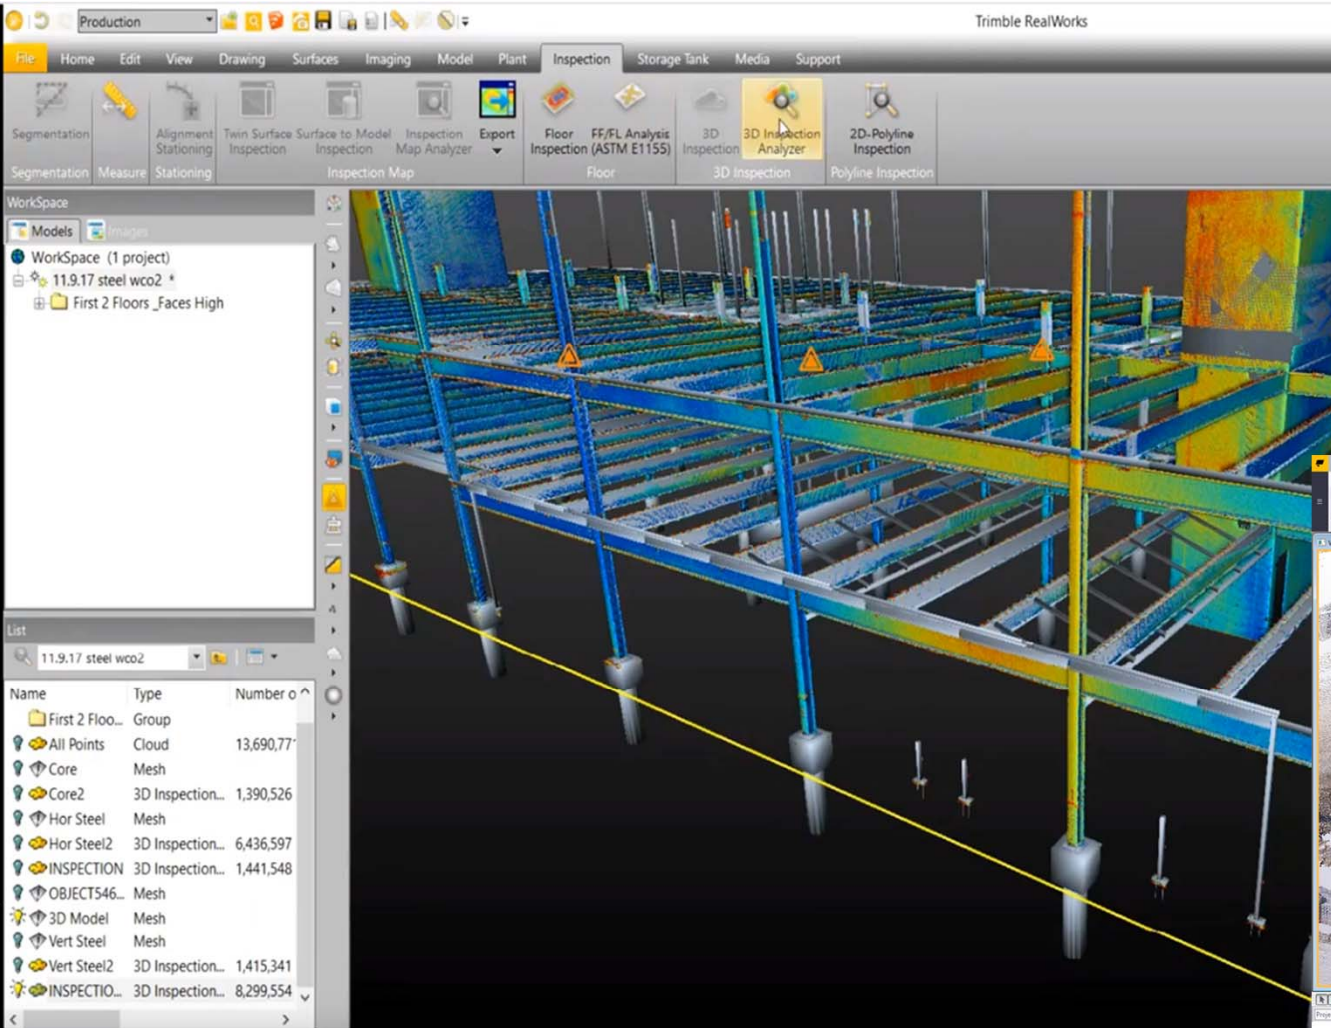 Production
Trimble RealWorks
File Home Edit View Drawing Surfaces Imaging Model Plant Inspection Storage Tank Media Support
Segmentation Alignment Stationing Twin Surface Inspection Surface to Model Inspection Inspection Map Analyzer Export Floor Inspection FF/FL Analysis (ASTM E1155) 3D Inspection 3D Inspection Analyzer 2D-Polyline Inspection
Segmentation Measure Stationing Inspection Map Floor 3D Inspection Polyline Inspection
WorkSpace
Models Images
WorkSpace (1 project)
11.9.17 steel wco2 *
First 2 Floors _Faces High
List
11.9.17 steel wco2
Name Type Number o
First 2 Floo... Group
All Points Cloud 13,690,77
Core Mesh
Core2 3D Inspection... 1,390,526
Hor Steel Mesh
Hor Steel2 3D Inspection... 6,436,597
INSPECTION 3D Inspection... 1,441,548
OBJECT546... Mesh
3D Model Mesh
Vert Steel Mesh
Vert Steel2 3D Inspection... 1,415,341
INSPECTIO... 3D Inspection... 8,299,554